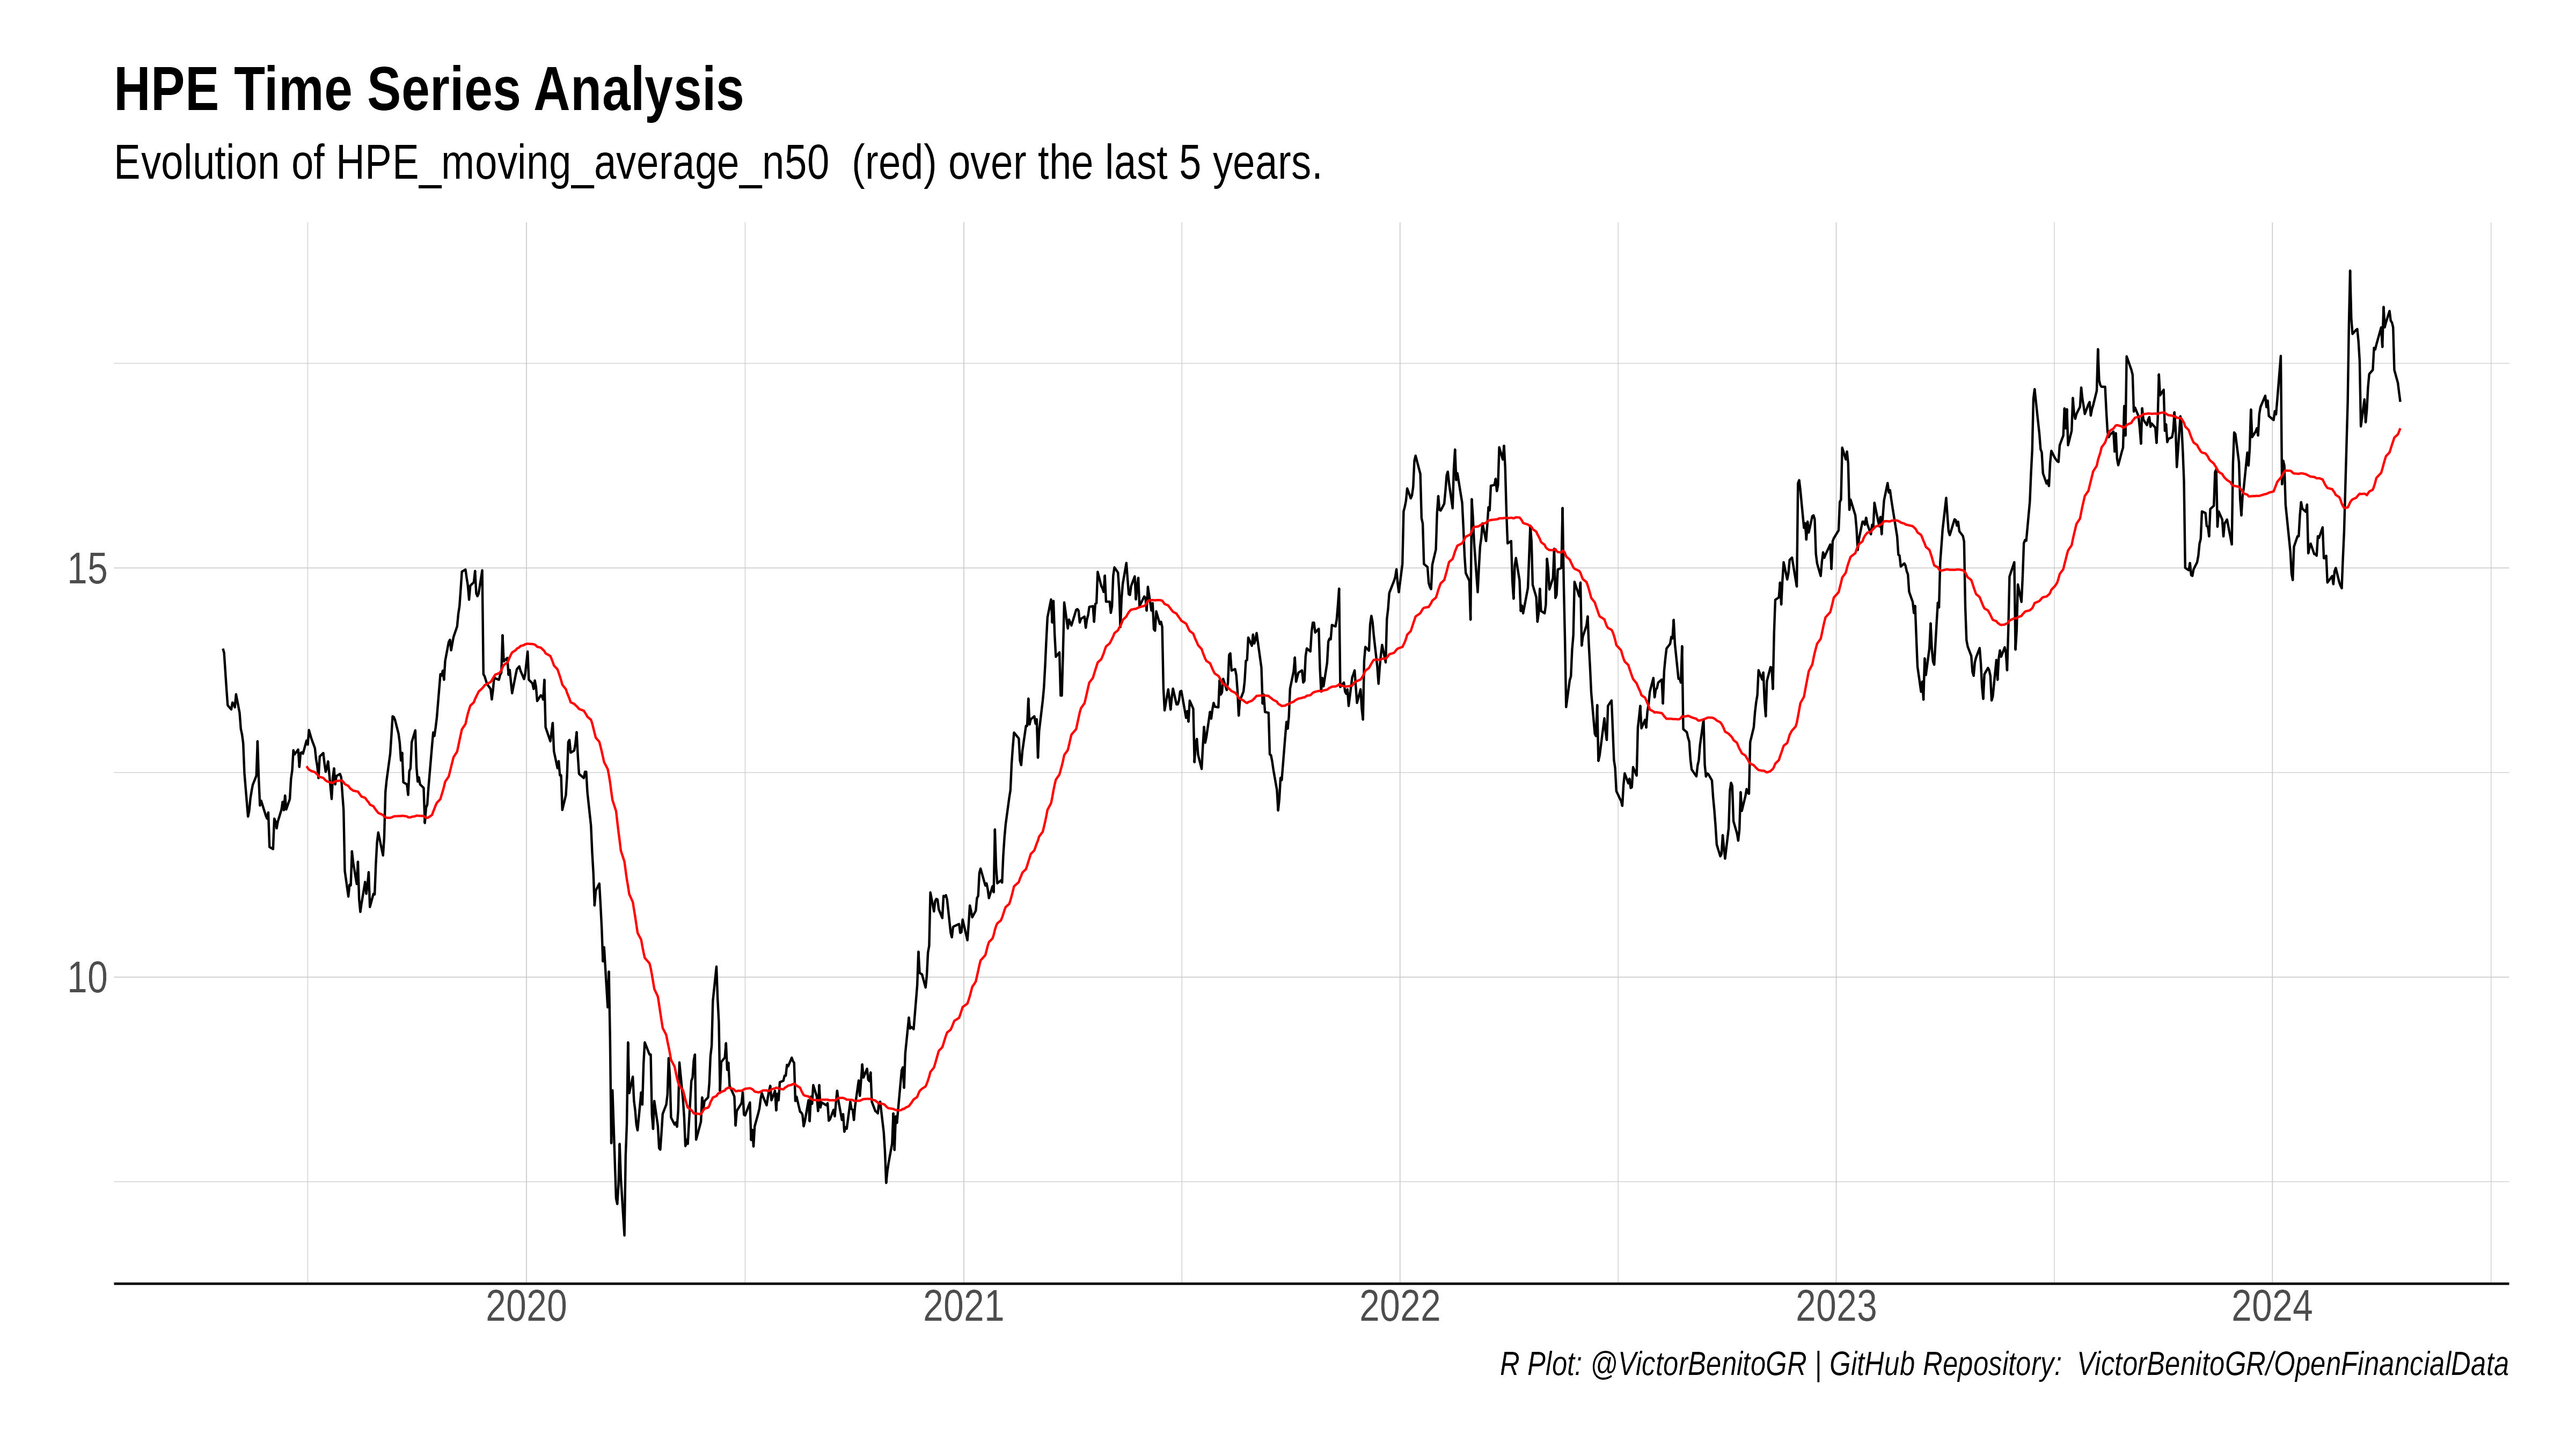 HPE Time Series Analysis
Evolution of HPE_moving_average_n50  (red) over the last 5 years.
15
10
2020 2021 2022 2023 2024
R Plot: @VictorBenitoGR | GitHub Repository:  VictorBenitoGR/OpenFinancialData